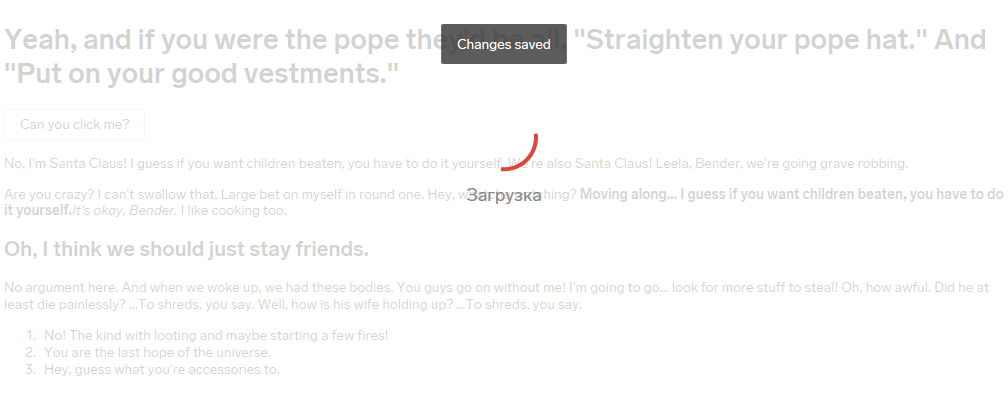 Changes saved
Yeah, and if you were the pope they'd be all, "Straighten your pope hat." And
"Put on your good vestments."
Can you click me?
No, I'm Santa Claus! I guess if you want children beaten, you have to do it yourself. We're also Santa Claus! Leela, Bender, we're going grave robbing.
Загрузка
Are you crazy? I can't swallow that. Large bet on myself in round one. Hey, watching? Moving along... I guess if you want children beaten, you have to do
it yourself.It's okay, Bender. I like cooking too.
Oh, I think we should just stay friends.
No argument here. And when we woke up, we had these bodies. You guys go on without me! I'm going to go... look for more stuff to steal! Oh, how awful. Did he at
least die painlessly? ...To shreds, you say. Well, how is his wife holding up? ...To shreds, you say.
1. No! The kind with looting and maybe starting a few fires!
2. You are the last hope of the universe.
3. Hey, guess what you're accessories to.